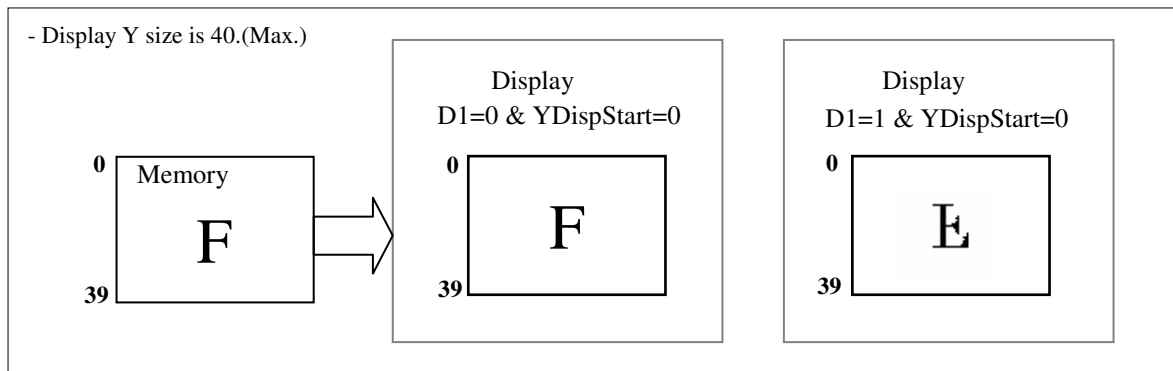 - Display Y size is 40.(Max.)
Display
D1=0 & YDispStart=0
Display
D1=1 & YDispStart=0
0
Memory
F
39
0
F
39
0
39